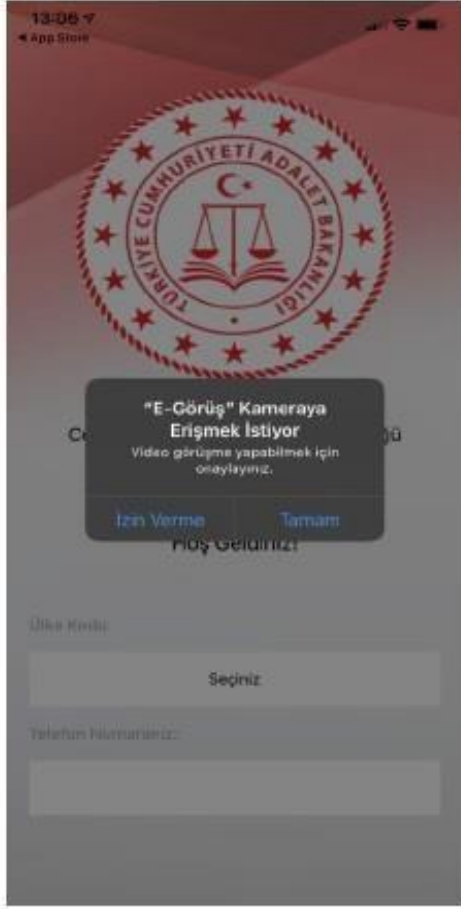 13:06
◀ App Store
TÜRKİYE CUMHURİYETİ ADALET BAKANLIĞI
"E-Görüş" Kameraya
Erişmek İstiyor
Video görüşme yapabilmek için
onaylayınız.
İzin Verme
Tamam
Hoş Geldiniz!
Ülke Kodu:
Seçiniz
Telefon Numaranız: